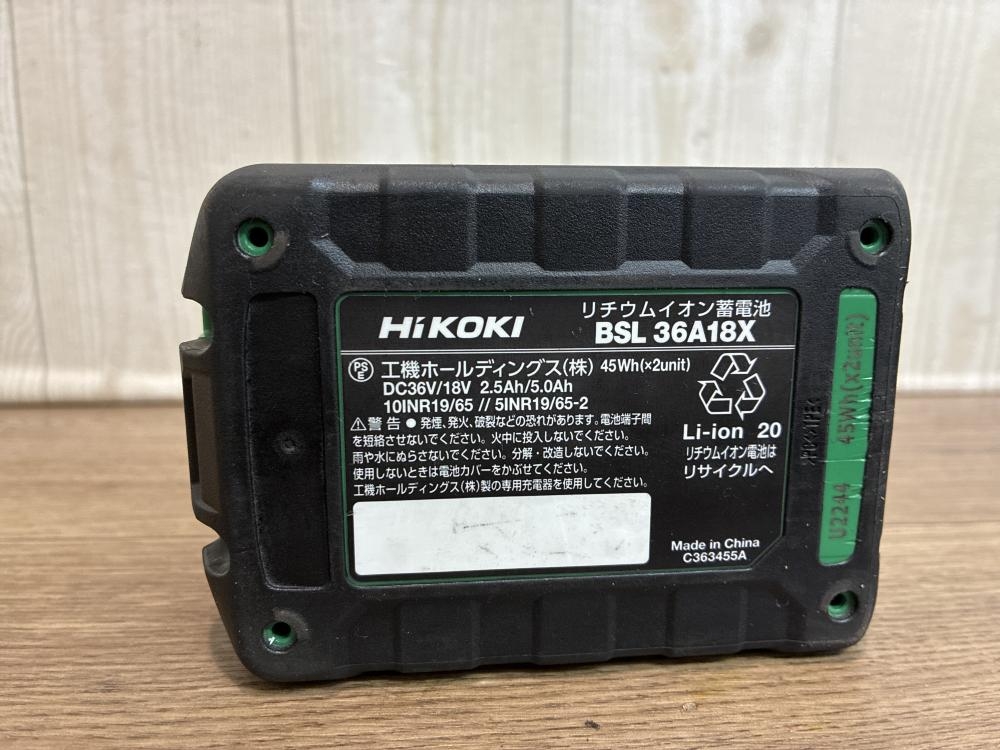 リチウムイオン蓄電池
HiKOKI BSL 36A18X
PSE 工機ホールディングス(株) 45Wh(×2unit)
DC36V/18V 2.5Ah/5.0Ah
10INR19/65 // 5INR19/65-2
⚠警告 ● 発煙、発火、破裂などの恐れがあります。電池端子間
を短絡させないでください。火中に投入しないでください。
雨や水にぬらさないでください。分解・改造しないでください。
使用しないときは電池カバーをかぶせてください。
工機ホールディングス(株)製の専用充電器を使用してください。
Li-ion 20
リチウムイオン電池は
リサイクルへ
Made in China
C363455A
U2244 45Wh(x2unit)